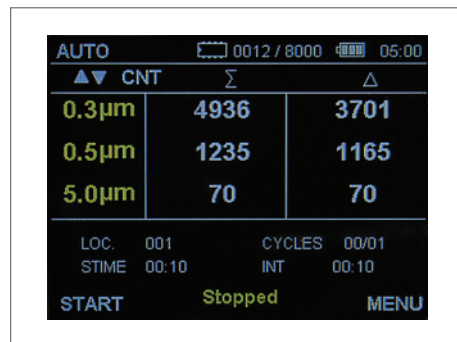 AUTO 0012 / 8000 05:00
▲▼ CNT Σ Δ
0.3µm 4936 3701
0.5µm 1235 1165
5.0µm 70 70
LOC. 001 CYCLES 00/01
STIME 00:10 INT 00:10
START Stopped MENU